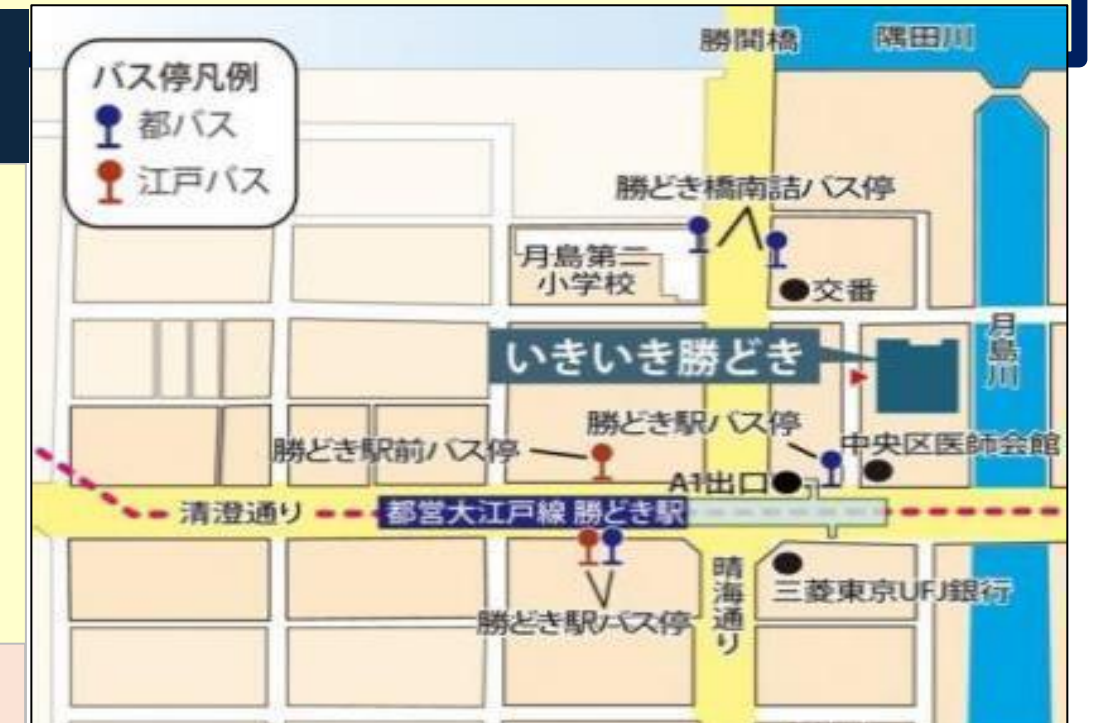 勝鬨橋
隅田川
バス停凡例
都バス
江戸バス
勝どき橋南詰バス停
月島第二
小学校
交番
月島川
いきいき勝どき
勝どき駅バス停
勝どき駅前バス停
中央区医師会館
A1出口
清澄通り
都営大江戸線 勝どき駅
晴海通り
三菱東京UFJ銀行
勝どき駅バス停